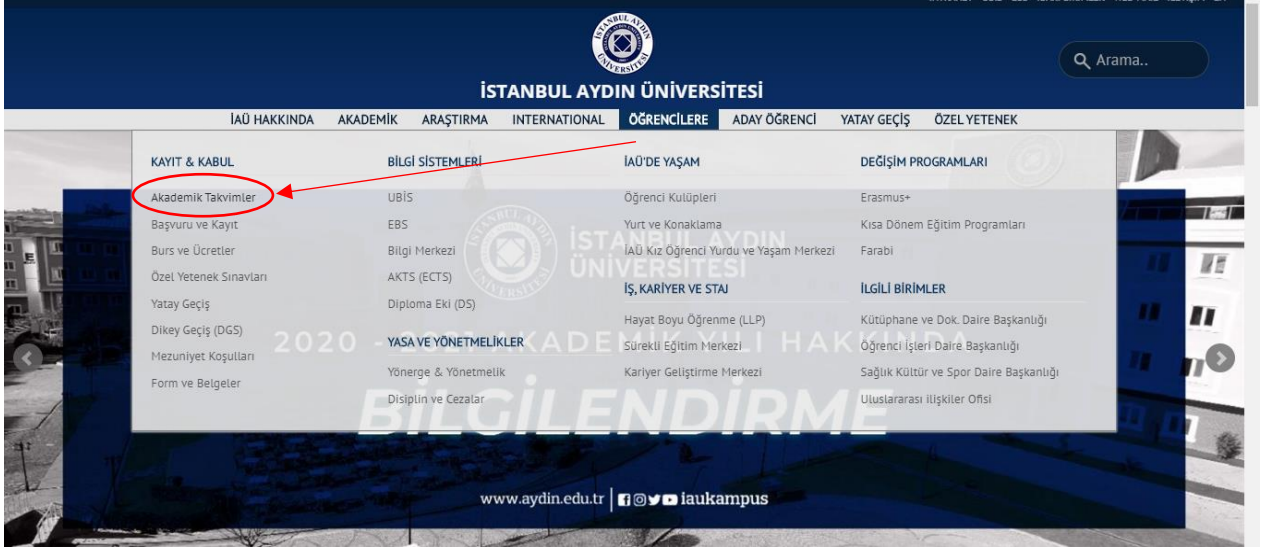 İSTANBUL AYDIN ÜNİVERSİTESİ
Arama..
İAÜ HAKKINDA AKADEMİK ARAŞTIRMA INTERNATIONAL ÖĞRENCİLERE ADAY ÖĞRENCİ YATAY GEÇİŞ ÖZEL YETENEK
KAYIT & KABUL
Akademik Takvimler
Başvuru ve Kayıt
Burs ve Ücretler
Özel Yetenek Sınavları
Yatay Geçiş
Dikey Geçiş (DGS)
Mezuniyet Koşulları
Form ve Belgeler
BİLGİ SİSTEMLERİ
UBİS
EBS
Bilgi Merkezi
AKTS (ECTS)
Diploma Eki (DS)
YASA VE YÖNETMELİKLER
Yönerge & Yönetmelik
Disiplin ve Cezalar
İAÜ'DE YAŞAM
Öğrenci Kulüpleri
Yurt ve Konaklama
İAÜ Kız Öğrenci Yurdu ve Yaşam Merkezi
İŞ, KARİYER VE STAJ
Hayat Boyu Öğrenme (LLP)
Sürekli Eğitim Merkezi
Kariyer Geliştirme Merkezi
DEĞİŞİM PROGRAMLARI
Erasmus+
Kısa Dönem Eğitim Programları
Farabi
İLGİLİ BİRİMLER
Kütüphane ve Dok. Daire Başkanlığı
Öğrenci İşleri Daire Başkanlığı
Sağlık Kültür ve Spor Daire Başkanlığı
Uluslararası ilişkiler Ofisi
İSTANBUL AYDIN
ÜNİVERSİTESİ
2020 - 2021 AKADEMİK YILI HAKKINDA
BİLGİLENDİRME
www.aydin.edu.tr | iaukampus